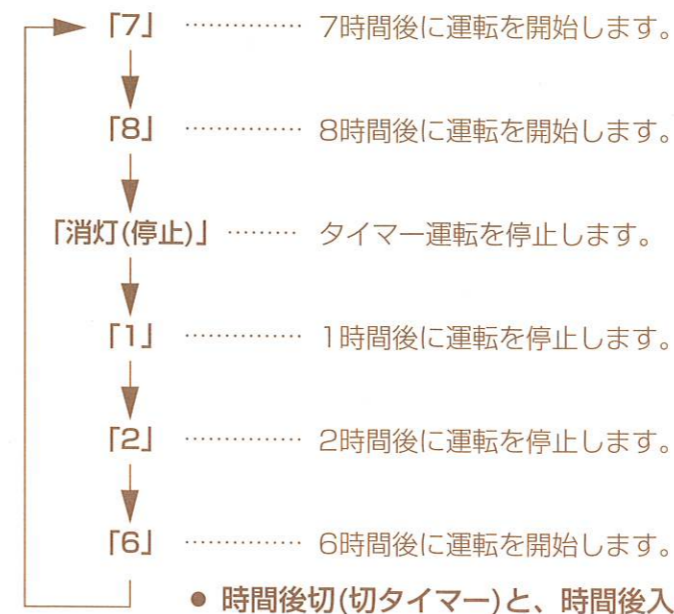 「7」 ·············· 7時間後に運転を開始します。
「8」 ·············· 8時間後に運転を開始します。
「消灯(停止)」 ········· タイマー運転を停止します。
「1」 ·············· 1時間後に運転を停止します。
「2」 ·············· 2時間後に運転を停止します。
「6」 ·············· 6時間後に運転を開始します。
● 時間後切(切タイマー)と、時間後入